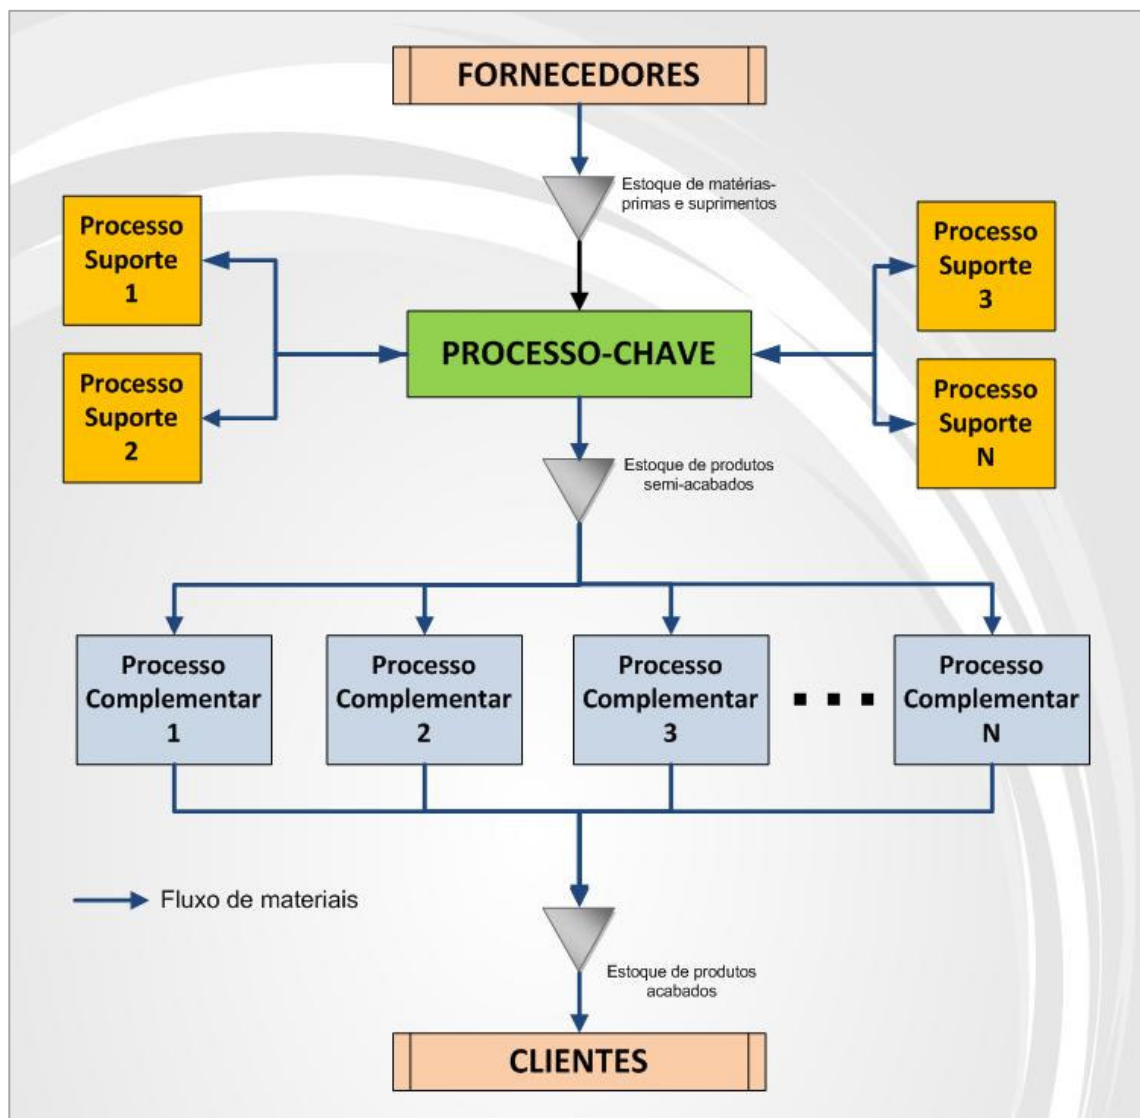 FORNECEDORES
Estoque de matérias-
primas e suprimentos
Processo
Suporte
1
Processo
Suporte
3
PROCESSO-CHAVE
Processo
Suporte
2
Processo
Suporte
N
Estoque de produtos
semi-acabados
Processo
Complementar
1
Processo
Complementar
2
Processo
Complementar
3
Processo
Complementar
N
Fluxo de materiais
Estoque de produtos
acabados
CLIENTES